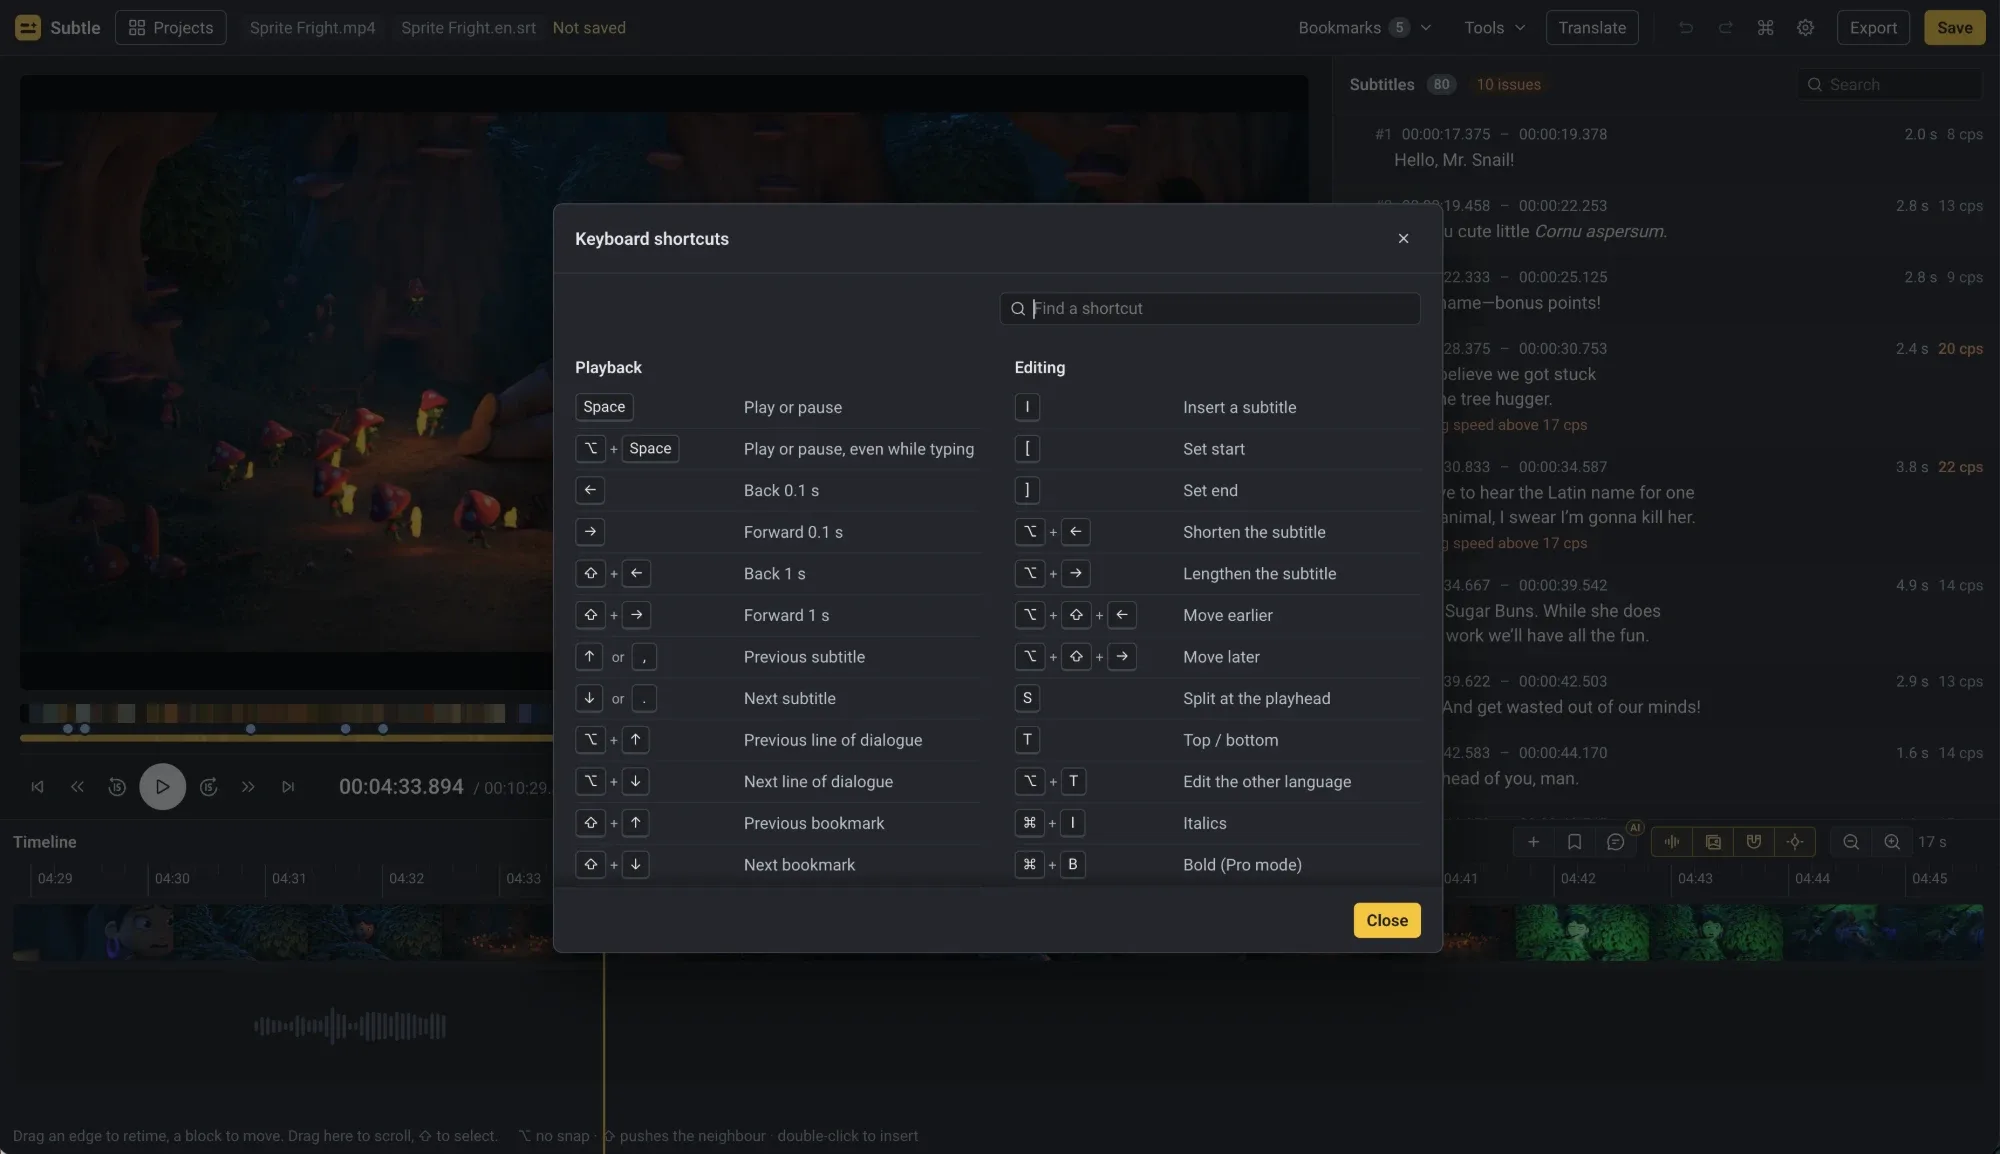 Subtle
Projects
Sprite Fright.mp4
Sprite Fright.en.srt
Not saved
Bookmarks 5
Tools
Translate
⌘
Export
Save
Subtitles 80 10 issues
Search
#1 00:00:17.375 – 00:00:19.378 2.0 s 8 cps
Hello, Mr. Snail!
19.458 – 00:00:22.253 2.8 s 13 cps
u cute little Cornu aspersum.
22.333 – 00:00:25.125 2.8 s 9 cps
ame—bonus points!
28.375 – 00:00:30.753 2.4 s 20 cps
believe we got stuck
he tree hugger.
g speed above 17 cps
30.833 – 00:00:34.587 3.8 s 22 cps
ve to hear the Latin name for one
animal, I swear I’m gonna kill her.
g speed above 17 cps
34.667 – 00:00:39.542 4.9 s 14 cps
Sugar Buns. While she does
work we’ll have all the fun.
39.622 – 00:00:42.503 2.9 s 13 cps
And get wasted out of our minds!
42.583 – 00:00:44.170 1.6 s 14 cps
head of you, man.
Keyboard shortcuts
Find a shortcut
Playback
Space Play or pause
⌥ + Space Play or pause, even while typing
← Back 0.1 s
→ Forward 0.1 s
⇧ + ← Back 1 s
⇧ + → Forward 1 s
↑ or , Previous subtitle
↓ or . Next subtitle
⌥ + ↑ Previous line of dialogue
⌥ + ↓ Next line of dialogue
⇧ + ↑ Previous bookmark
⇧ + ↓ Next bookmark
Editing
I Insert a subtitle
[ Set start
] Set end
⌥ + ← Shorten the subtitle
⌥ + → Lengthen the subtitle
⌥ + ⇧ + ← Move earlier
⌥ + ⇧ + → Move later
S Split at the playhead
T Top / bottom
⌥ + T Edit the other language
⌘ + I Italics
⌘ + B Bold (Pro mode)
Close
15
15
00:04:33.894 / 00:10:29.
Timeline
AI
17 s
04:29 04:30 04:31 04:32 04:33 04:41 04:42 04:43 04:44 04:45
Drag an edge to retime, a block to move. Drag here to scroll, ⇧ to select. ⌥ no snap · ⇧ pushes the neighbour · double-click to insert